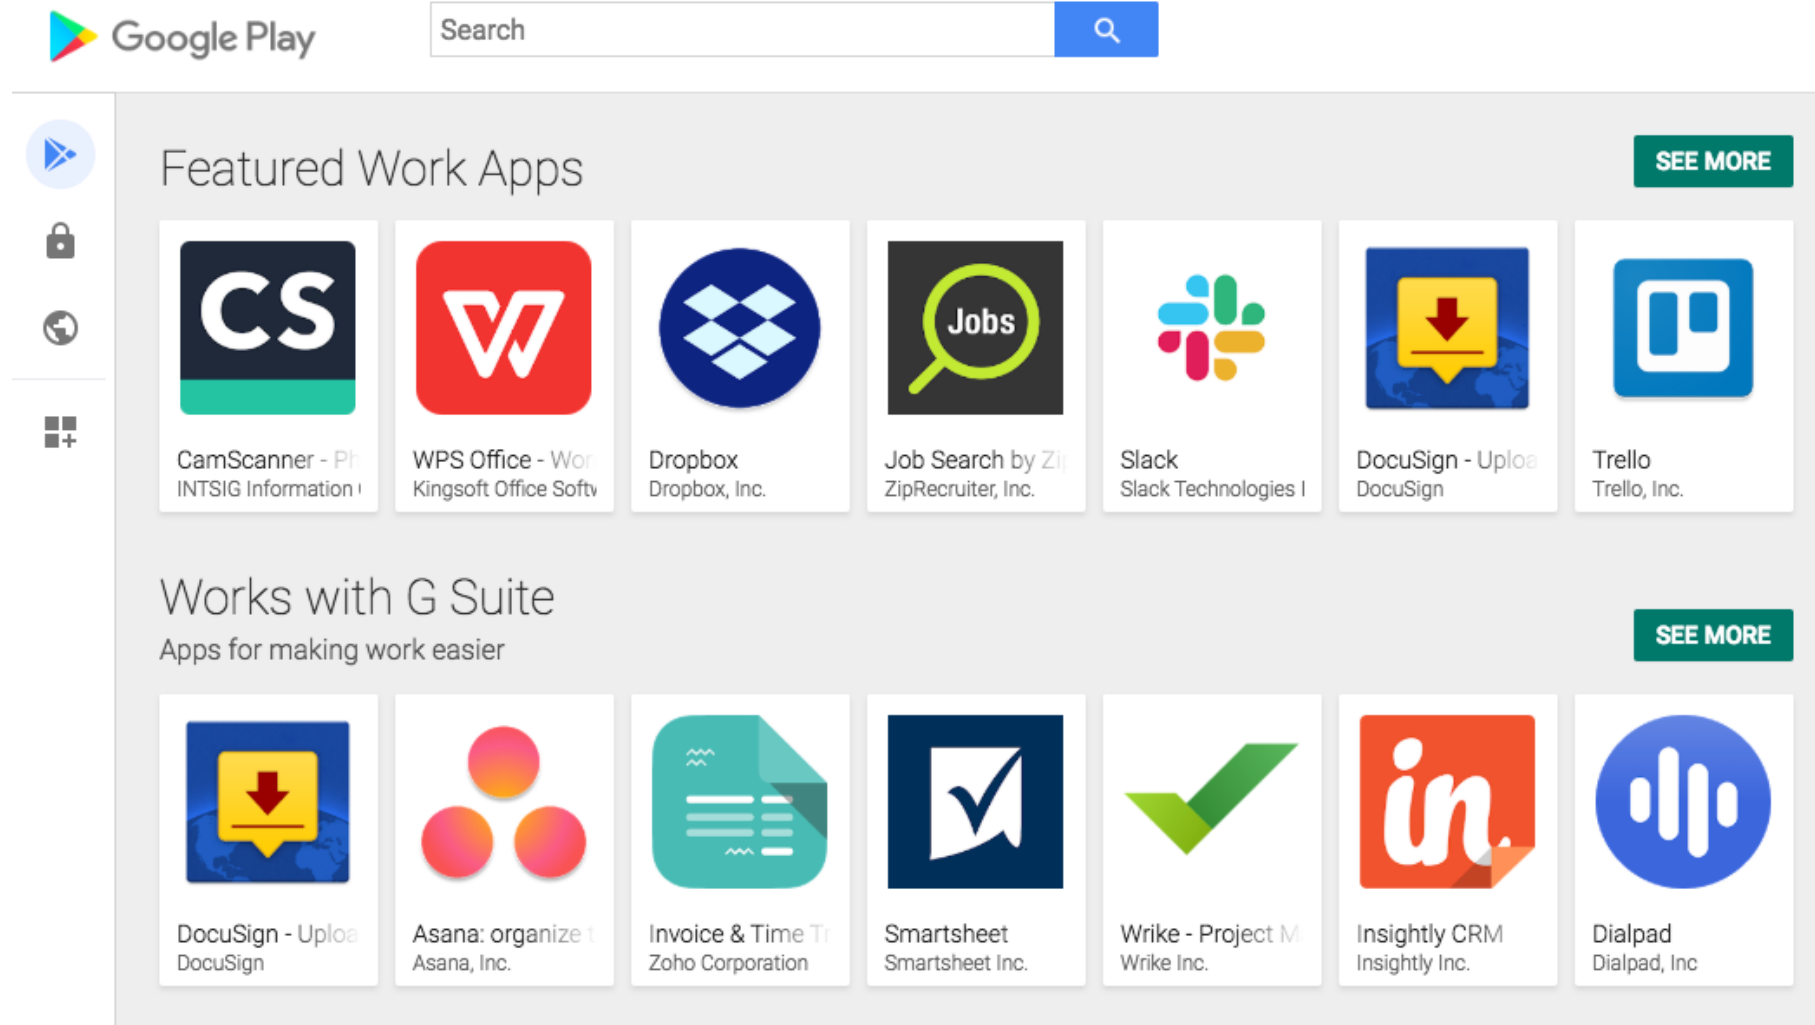 Google Play
Search
Featured Work Apps
SEE MORE
CS
Jobs
CamScanner - Ph
INTSIG Information
WPS Office - Wor
Kingsoft Office Softw
Dropbox
Dropbox, Inc.
Job Search by Zip
ZipRecruiter, Inc.
Slack
Slack Technologies I
DocuSign - Uploa
DocuSign
Trello
Trello, Inc.
Works with G Suite
Apps for making work easier
SEE MORE
in
DocuSign - Uploa
DocuSign
Asana: organize t
Asana, Inc.
Invoice & Time Tr
Zoho Corporation
Smartsheet
Smartsheet Inc.
Wrike - Project M
Wrike Inc.
Insightly CRM
Insightly Inc.
Dialpad
Dialpad, Inc